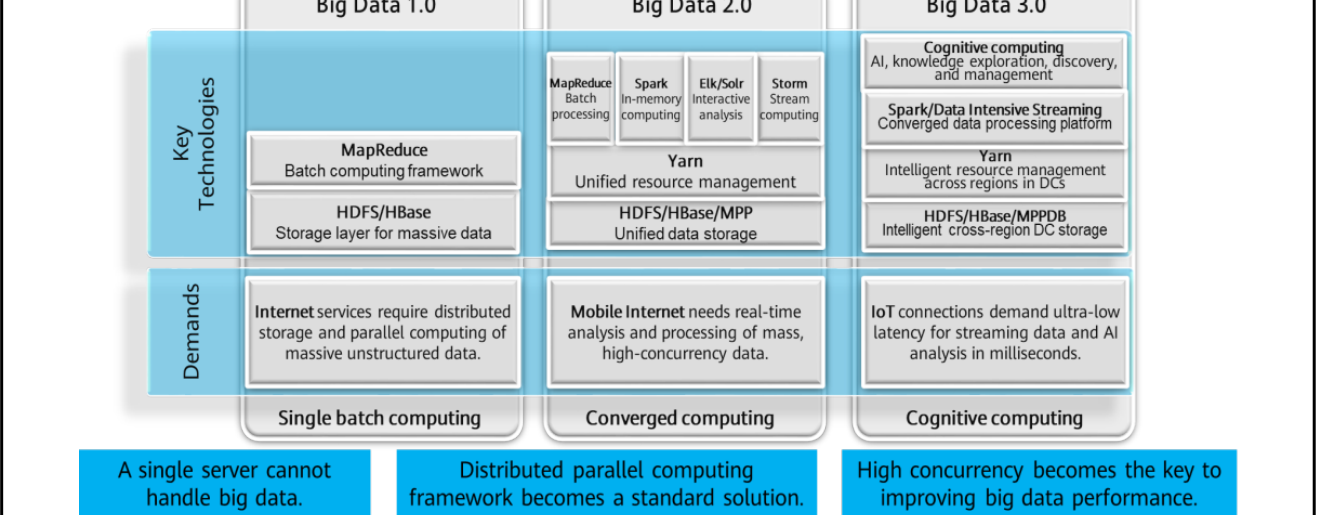 Big Data 1.0
Big Data 2.0
Big Data 3.0
Key
Technologies
MapReduce
Batch computing framework
HDFS/HBase
Storage layer for massive data
MapReduce
Batch
processing
Spark
In-memory
computing
Elk/Solr
Interactive
analysis
Storm
Stream
computing
Yarn
Unified resource management
HDFS/HBase/MPP
Unified data storage
Cognitive computing
AI, knowledge exploration, discovery,
and management
Spark/Data Intensive Streaming
Converged data processing platform
Yarn
Intelligent resource management
across regions in DCs
HDFS/HBase/MPPDB
Intelligent cross-region DC storage
Demands
Internet services require distributed
storage and parallel computing of
massive unstructured data.
Mobile Internet needs real-time
analysis and processing of mass,
high-concurrency data.
IoT connections demand ultra-low
latency for streaming data and AI
analysis in milliseconds.
Single batch computing
Converged computing
Cognitive computing
A single server cannot
handle big data.
Distributed parallel computing
framework becomes a standard solution.
High concurrency becomes the key to
improving big data performance.